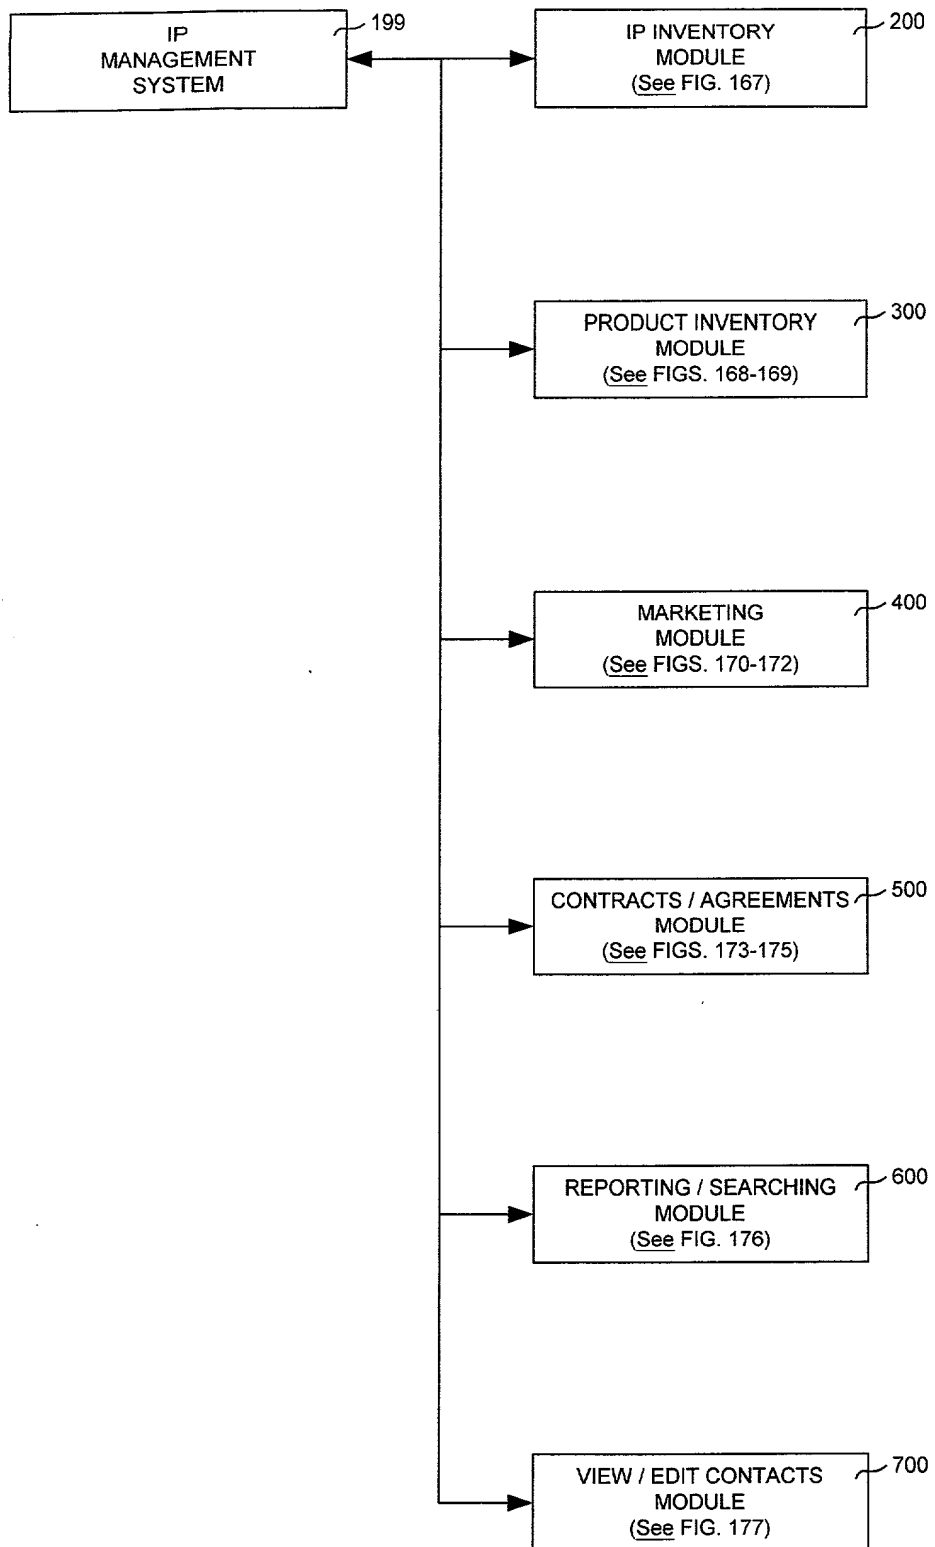 IP
MANAGEMENT
SYSTEM
199
IP INVENTORY
MODULE
(See FIG. 167)
200
PRODUCT INVENTORY
MODULE
(See FIGS. 168-169)
300
MARKETING
MODULE
(See FIGS. 170-172)
400
CONTRACTS / AGREEMENTS
MODULE
(See FIGS. 173-175)
500
REPORTING / SEARCHING
MODULE
(See FIG. 176)
600
VIEW / EDIT CONTACTS
MODULE
(See FIG. 177)
700